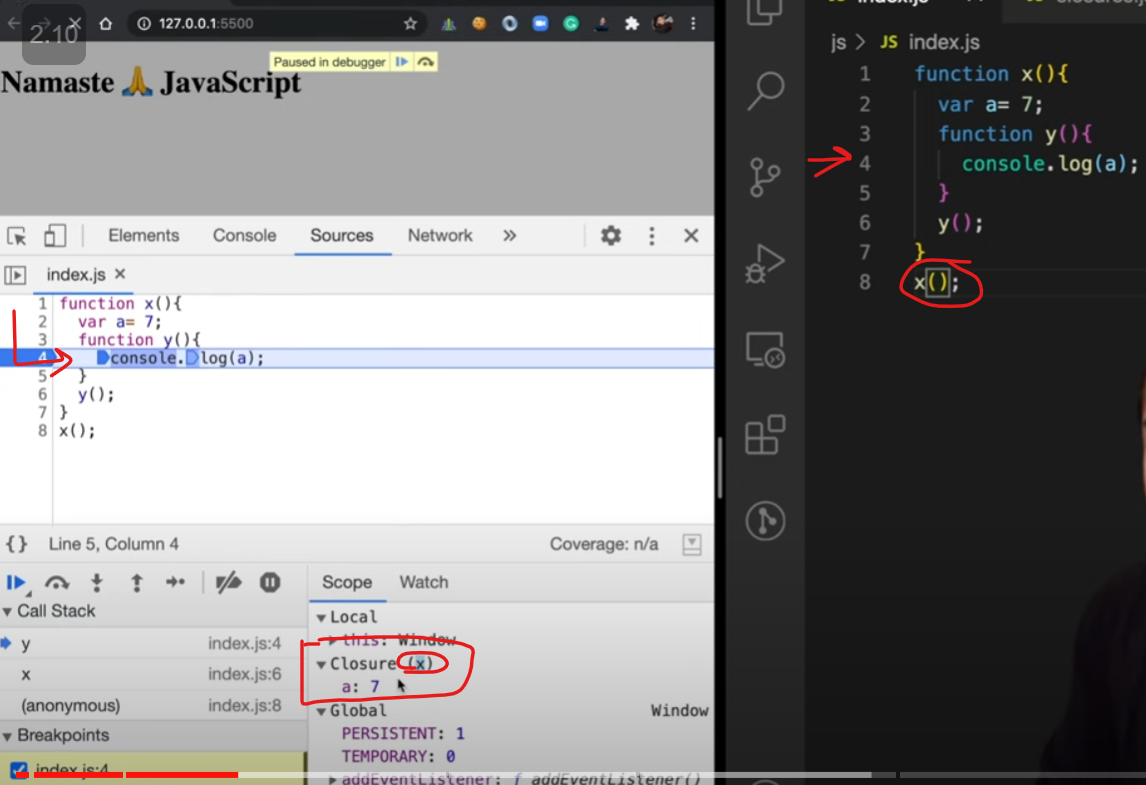 2.10
127.0.0.1:5500
Paused in debugger
Namaste 🙏 JavaScript
Elements Console Sources Network »
index.js ×
1 function x(){
2 var a= 7;
3 function y(){
4 console.log(a);
5 }
6 y();
7 }
8 x();
{} Line 5, Column 4 Coverage: n/a
Scope Watch
Call Stack
y index.js:4
x index.js:6
(anonymous) index.js:8
Breakpoints
index.js:4
Local
this: Window
Closure (x)
a: 7
Global Window
PERSISTENT: 1
TEMPORARY: 0
addEventListener: ƒ addEventListener()
index.js
closures.js
js > JS index.js
1 function x(){
2 var a= 7;
3 function y(){
4 console.log(a);
5 }
6 y();
7 }
8 x();